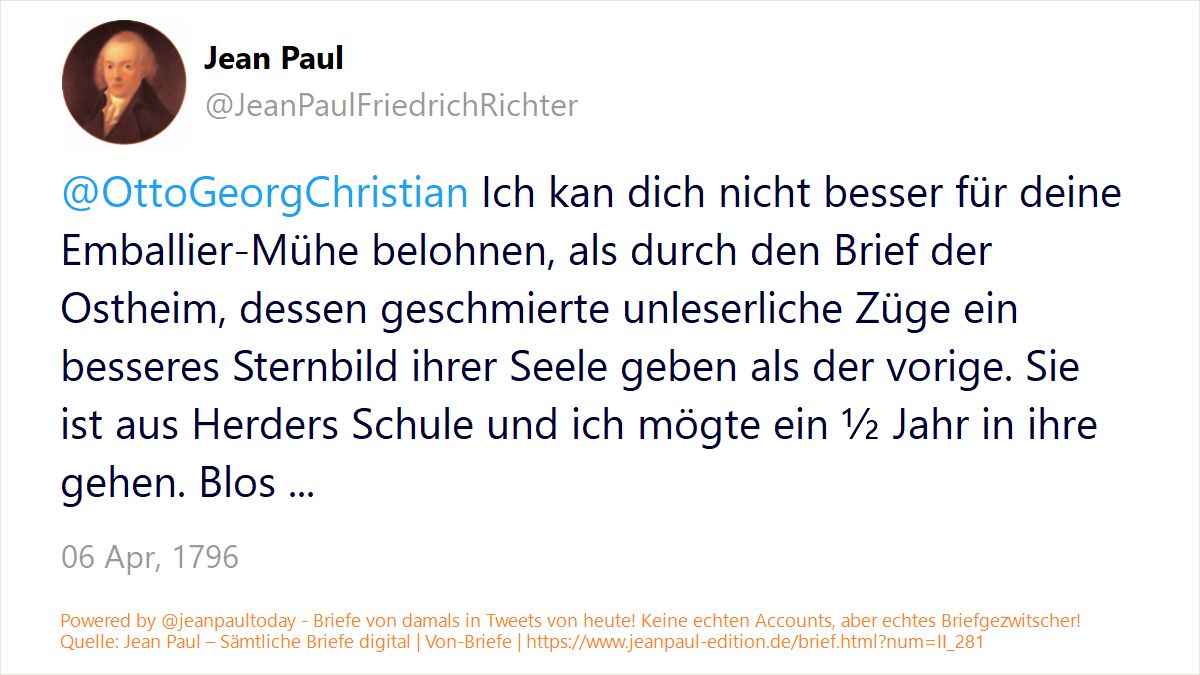 Jean Paul
@JeanPaulFriedrichRichter
@OttoGeorgChristian Ich kan dich nicht besser für deine
Emballier-Mühe belohnen, als durch den Brief der
Ostheim, dessen geschmierte unleserliche Züge ein
besseres Sternbild ihrer Seele geben als der vorige. Sie
ist aus Herders Schule und ich mögte ein ½ Jahr in ihre
gehen. Blos ...
06 Apr, 1796
Powered by @jeanpaultoday - Briefe von damals in Tweets von heute! Keine echten Accounts, aber echtes Briefgezwitscher!
Quelle: Jean Paul – Sämtliche Briefe digital | Von-Briefe | https://www.jeanpaul-edition.de/brief.html?num=II_281